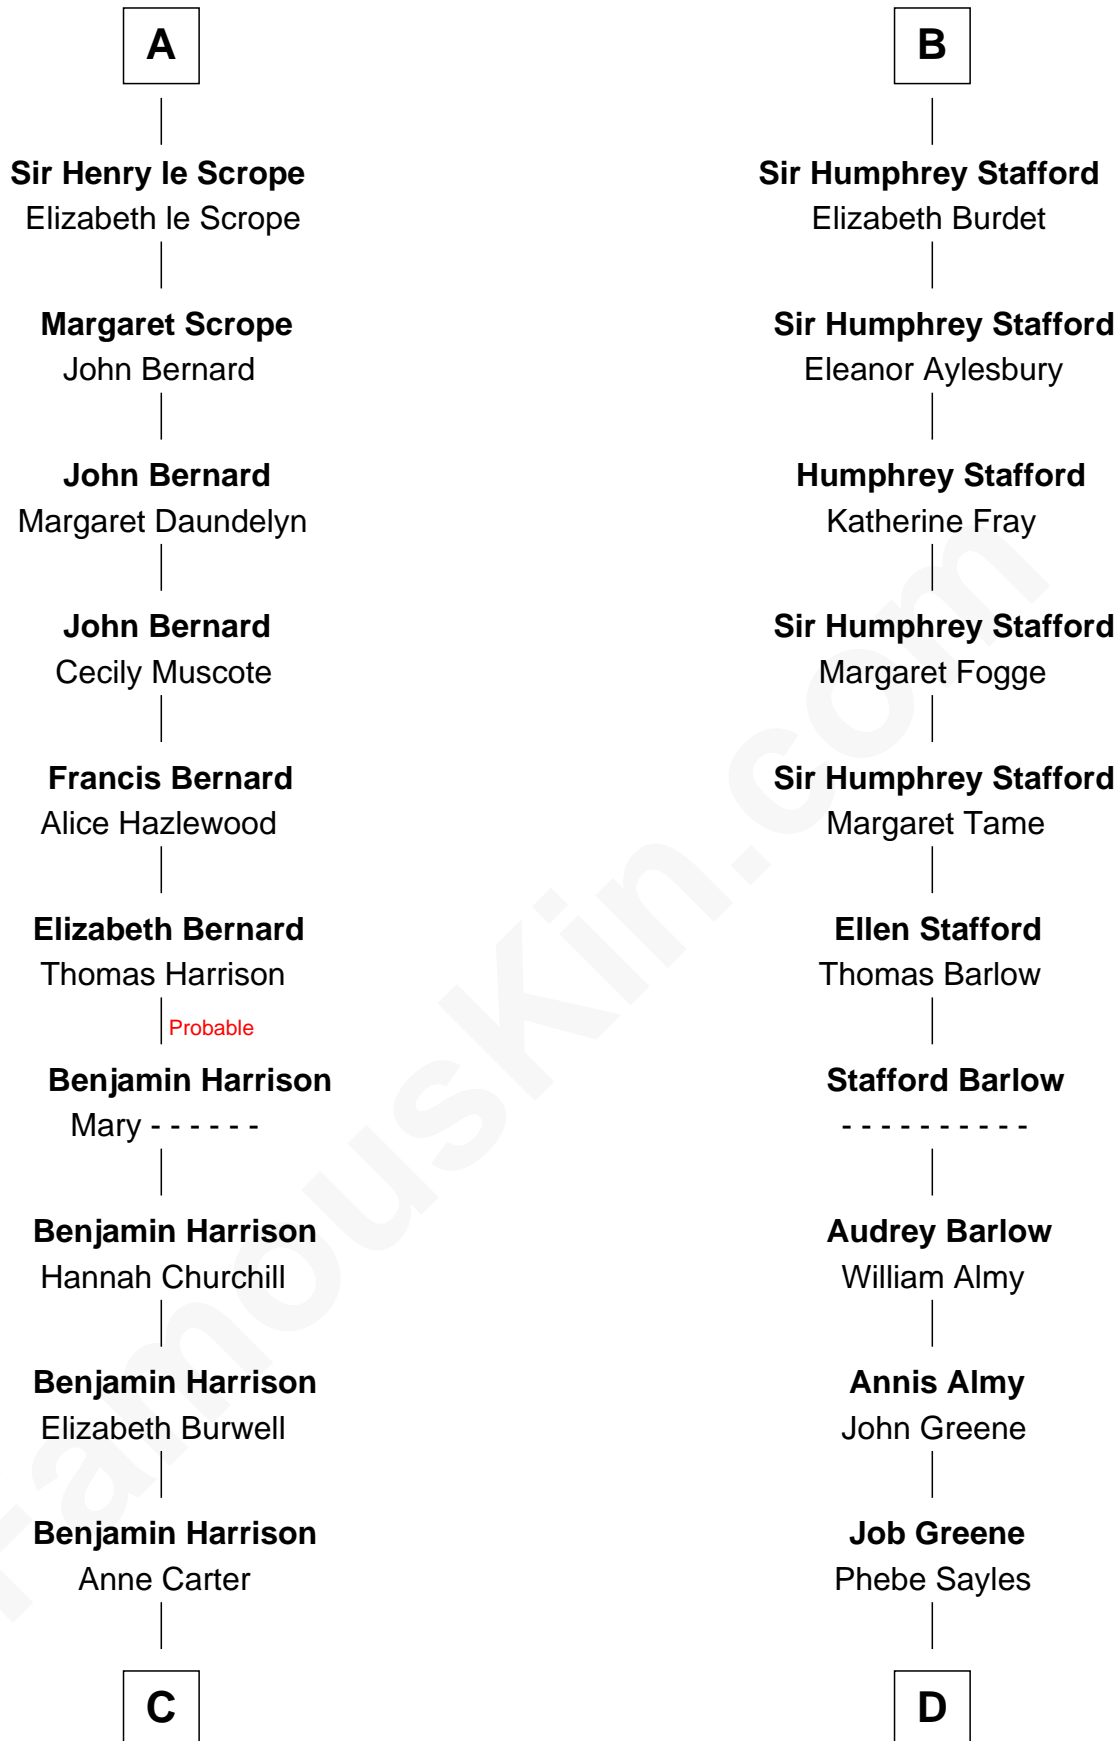 A
Sir Henry le Scrope
Elizabeth le Scrope
Margaret Scrope
John Bernard
John Bernard
Margaret Daundelyn
John Bernard
Cecily Muscote
Francis Bernard
Alice Hazlewood
Elizabeth Bernard
Thomas Harrison
Probable
Benjamin Harrison
Mary - - - - - -
Benjamin Harrison
Hannah Churchill
Benjamin Harrison
Elizabeth Burwell
Benjamin Harrison
Anne Carter
C
B
Sir Humphrey Stafford
Elizabeth Burdet
Sir Humphrey Stafford
Eleanor Aylesbury
Humphrey Stafford
Katherine Fray
Sir Humphrey Stafford
Margaret Fogge
Sir Humphrey Stafford
Margaret Tame
Ellen Stafford
Thomas Barlow
Stafford Barlow
- - - - - - - - - -
Audrey Barlow
William Almy
Annis Almy
John Greene
Job Greene
Phebe Sayles
D
FamousKin.com